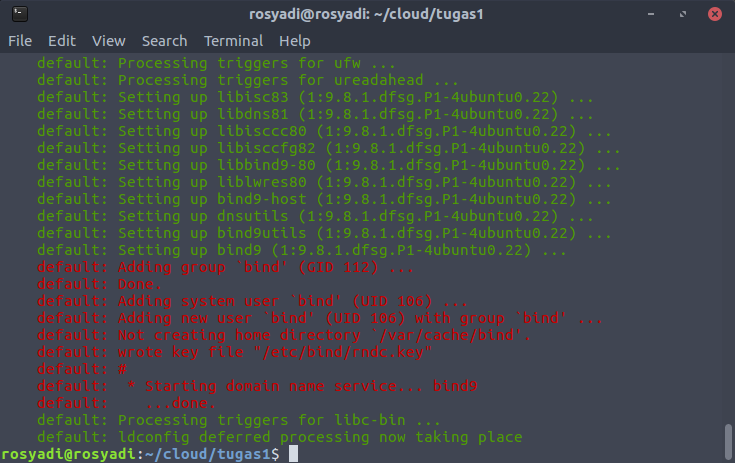 rosyadi@rosyadi: ~/cloud/tugas1
File Edit View Search Terminal Help
default: Processing triggers for ufw ...
default: Processing triggers for ureadahead ...
default: Setting up libisc83 (1:9.8.1.dfsg.P1-4ubuntu0.22) ...
default: Setting up libdns81 (1:9.8.1.dfsg.P1-4ubuntu0.22) ...
default: Setting up libisccc80 (1:9.8.1.dfsg.P1-4ubuntu0.22) ...
default: Setting up libisccfg82 (1:9.8.1.dfsg.P1-4ubuntu0.22) ...
default: Setting up libbind9-80 (1:9.8.1.dfsg.P1-4ubuntu0.22) ...
default: Setting up liblwres80 (1:9.8.1.dfsg.P1-4ubuntu0.22) ...
default: Setting up bind9-host (1:9.8.1.dfsg.P1-4ubuntu0.22) ...
default: Setting up dnsutils (1:9.8.1.dfsg.P1-4ubuntu0.22) ...
default: Setting up bind9utils (1:9.8.1.dfsg.P1-4ubuntu0.22) ...
default: Setting up bind9 (1:9.8.1.dfsg.P1-4ubuntu0.22) ...
default: Adding group `bind' (GID 112) ...
default: Done.
default: Adding system user `bind' (UID 106) ...
default: Adding new user `bind' (UID 106) with group `bind' ...
default: Not creating home directory `/var/cache/bind'.
default: wrote key file "/etc/bind/rndc.key"
default: #
default:  * Starting domain name service... bind9
default:    ...done.
default: Processing triggers for libc-bin ...
default: ldconfig deferred processing now taking place
rosyadi@rosyadi:~/cloud/tugas1$